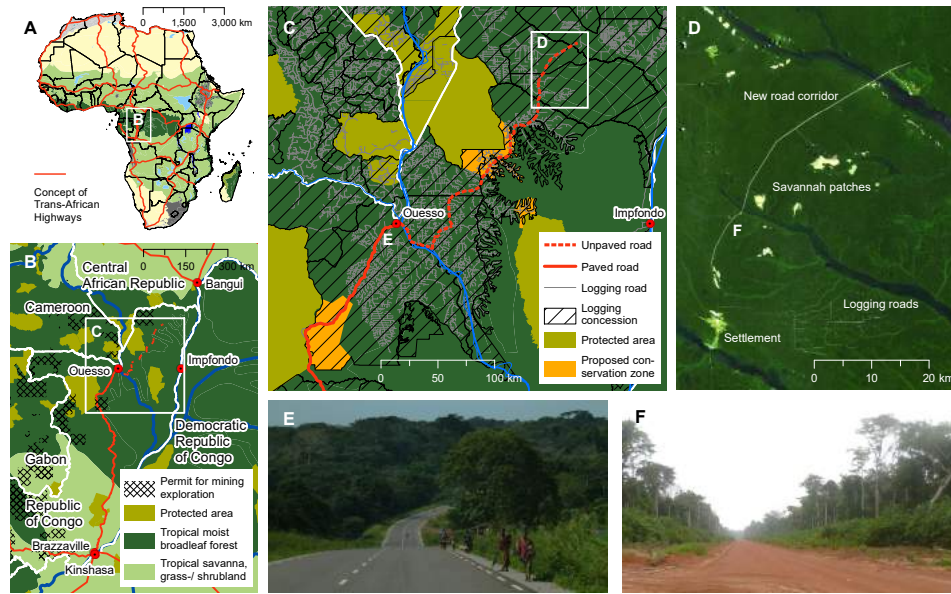 A
0 1,500 3,000 km
B
Concept of
Trans-African
Highways
B
0 150 300 km
Central
African Republic
Bangui
Cameroon
C
Impfondo
Ouesso
Democratic
Republic
of Congo
Gabon
Republic
of Congo
Brazzaville
Kinshasa
Permit for mining
exploration
Protected area
Tropical moist
broadleaf forest
Tropical savanna,
grass-/ shrubland
C
D
Ouesso
E
Impfondo
Unpaved road
Paved road
Logging road
Logging
concession
Protected area
Proposed con-
servation zone
0 50 100 km
D
New road corridor
Savannah patches
F
Logging roads
Settlement
0 10 20 km
E
F